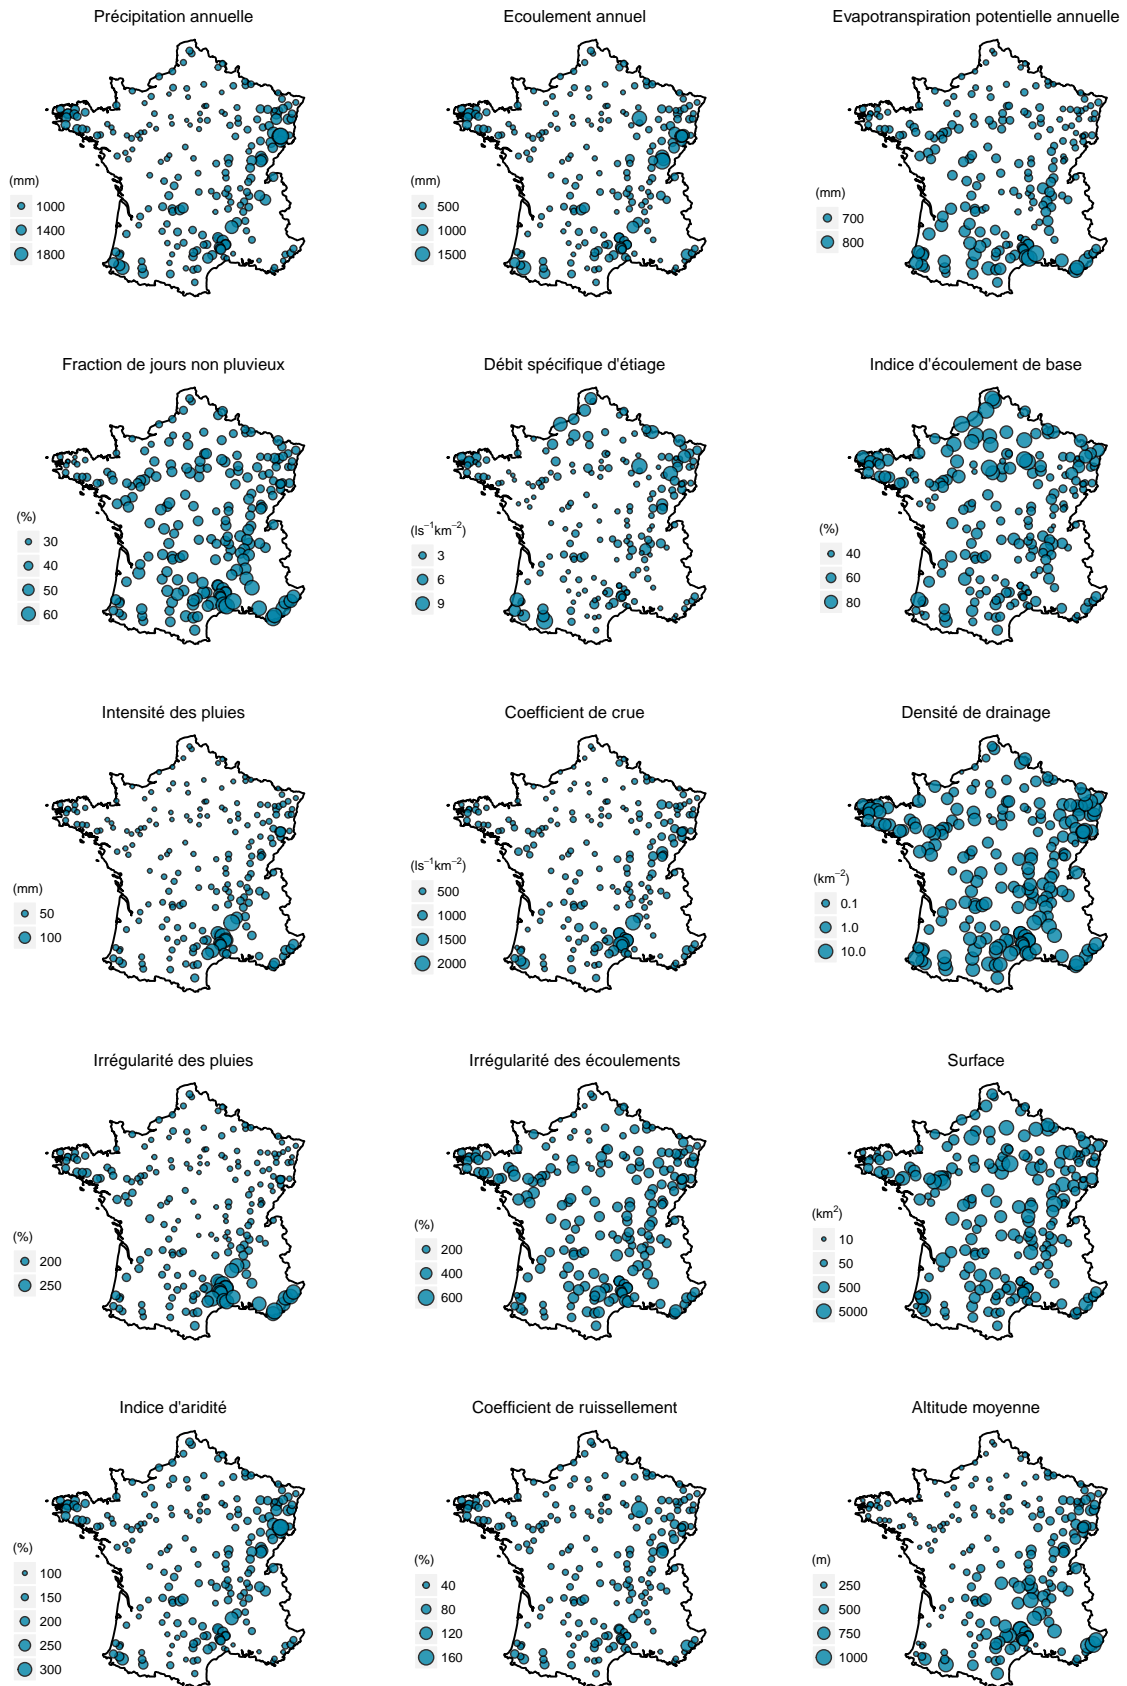 Précipitation annuelle
(mm)
1000
1400
1800
Ecoulement annuel
(mm)
500
1000
1500
Evapotranspiration potentielle annuelle
(mm)
700
800
Fraction de jours non pluvieux
(%)
30
40
50
60
Débit spécifique d'étiage
(ls⁻¹km⁻²)
3
6
9
Indice d'écoulement de base
(%)
40
60
80
Intensité des pluies
(mm)
50
100
Coefficient de crue
(ls⁻¹km⁻²)
500
1000
1500
2000
Densité de drainage
(km⁻²)
0.1
1.0
10.0
Irrégularité des pluies
(%)
200
250
Irrégularité des écoulements
(%)
200
400
600
Surface
(km²)
10
50
500
5000
Indice d'aridité
(%)
100
150
200
250
300
Coefficient de ruissellement
(%)
40
80
120
160
Altitude moyenne
(m)
250
500
750
1000